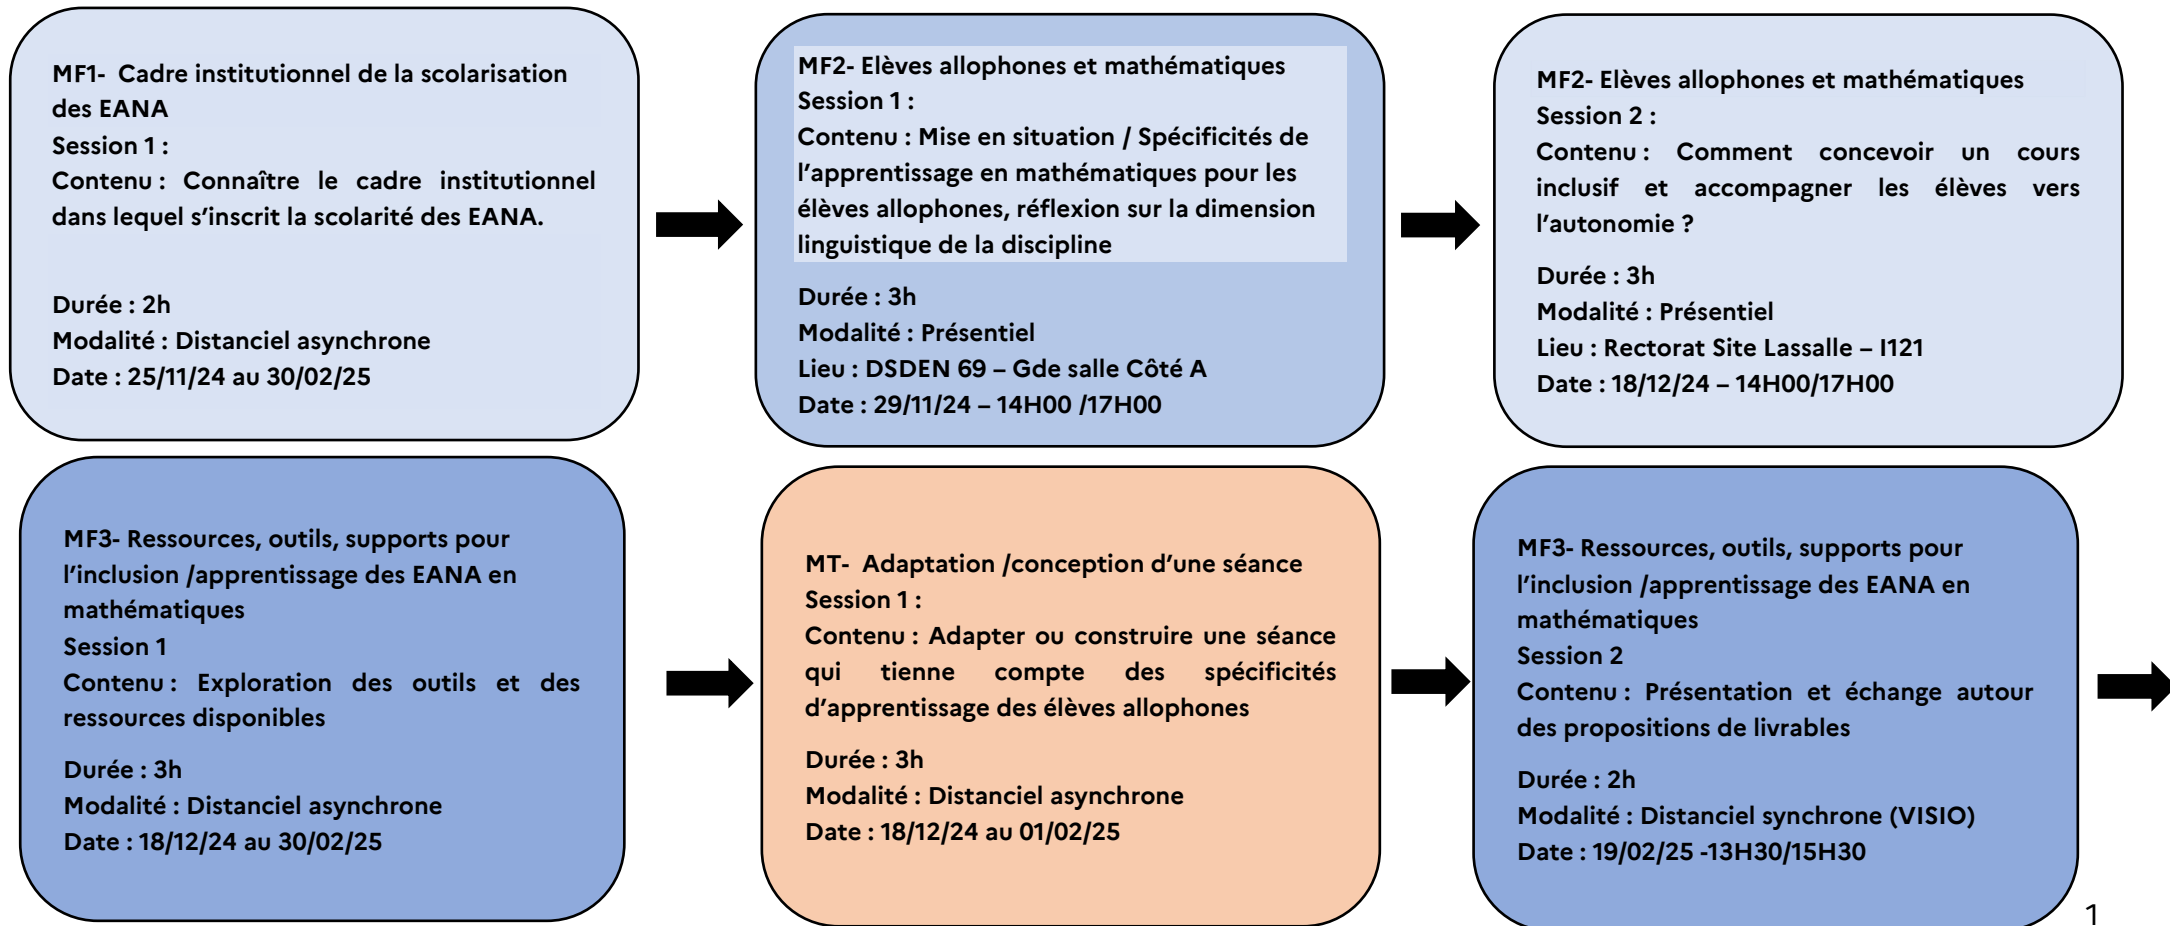 MF1- Cadre institutionnel de la scolarisation
des EANA
Session 1 :
Contenu : Connaître le cadre institutionnel
dans lequel s’inscrit la scolarité des EANA.
Durée : 2h
Modalité : Distanciel asynchrone
Date : 25/11/24 au 30/02/25
MF2- Elèves allophones et mathématiques
Session 1 :
Contenu : Mise en situation / Spécificités de
l’apprentissage en mathématiques pour les
élèves allophones, réflexion sur la dimension
linguistique de la discipline
Durée : 3h
Modalité : Présentiel
Lieu : DSDEN 69 – Gde salle Côté A
Date : 29/11/24 – 14H00 /17H00
MF2- Elèves allophones et mathématiques
Session 2 :
Contenu : Comment concevoir un cours
inclusif et accompagner les élèves vers
l’autonomie ?
Durée : 3h
Modalité : Présentiel
Lieu : Rectorat Site Lassalle – I121
Date : 18/12/24 – 14H00/17H00
MF3- Ressources, outils, supports pour
l’inclusion /apprentissage des EANA en
mathématiques
Session 1
Contenu : Exploration des outils et des
ressources disponibles
Durée : 3h
Modalité : Distanciel asynchrone
Date : 18/12/24 au 30/02/25
MT- Adaptation /conception d’une séance
Session 1 :
Contenu : Adapter ou construire une séance
qui tienne compte des spécificités
d’apprentissage des élèves allophones
Durée : 3h
Modalité : Distanciel asynchrone
Date : 18/12/24 au 01/02/25
MF3- Ressources, outils, supports pour
l’inclusion /apprentissage des EANA en
mathématiques
Session 2
Contenu : Présentation et échange autour
des propositions de livrables
Durée : 2h
Modalité : Distanciel synchrone (VISIO)
Date : 19/02/25 -13H30/15H30
1